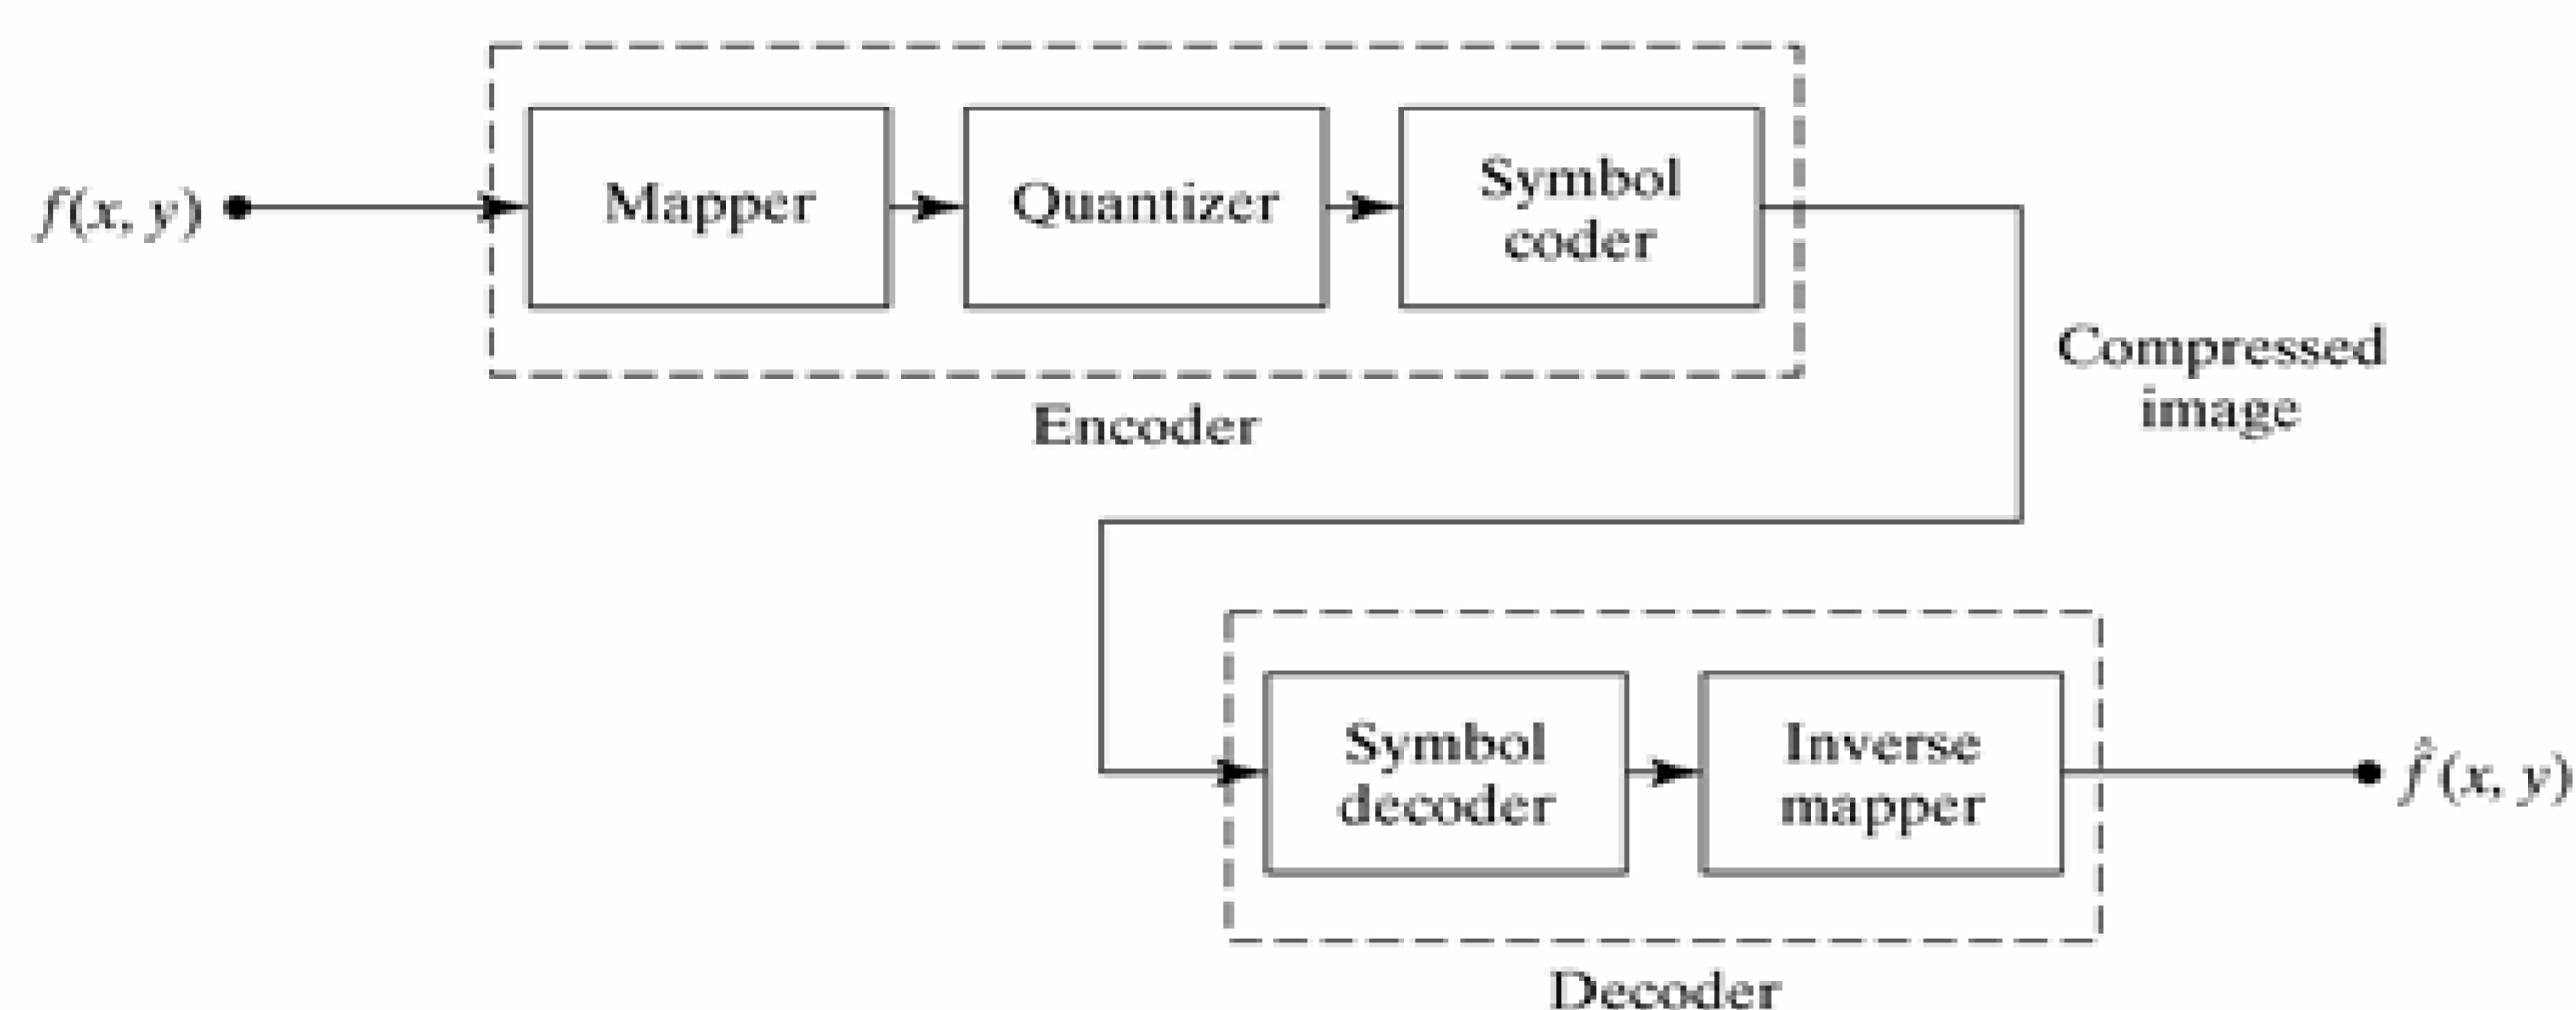 f(x, y)
Mapper
Quantizer
Symbol
coder
Encoder
Compressed
image
Symbol
decoder
Inverse
mapper
f̂(x, y)
Decoder